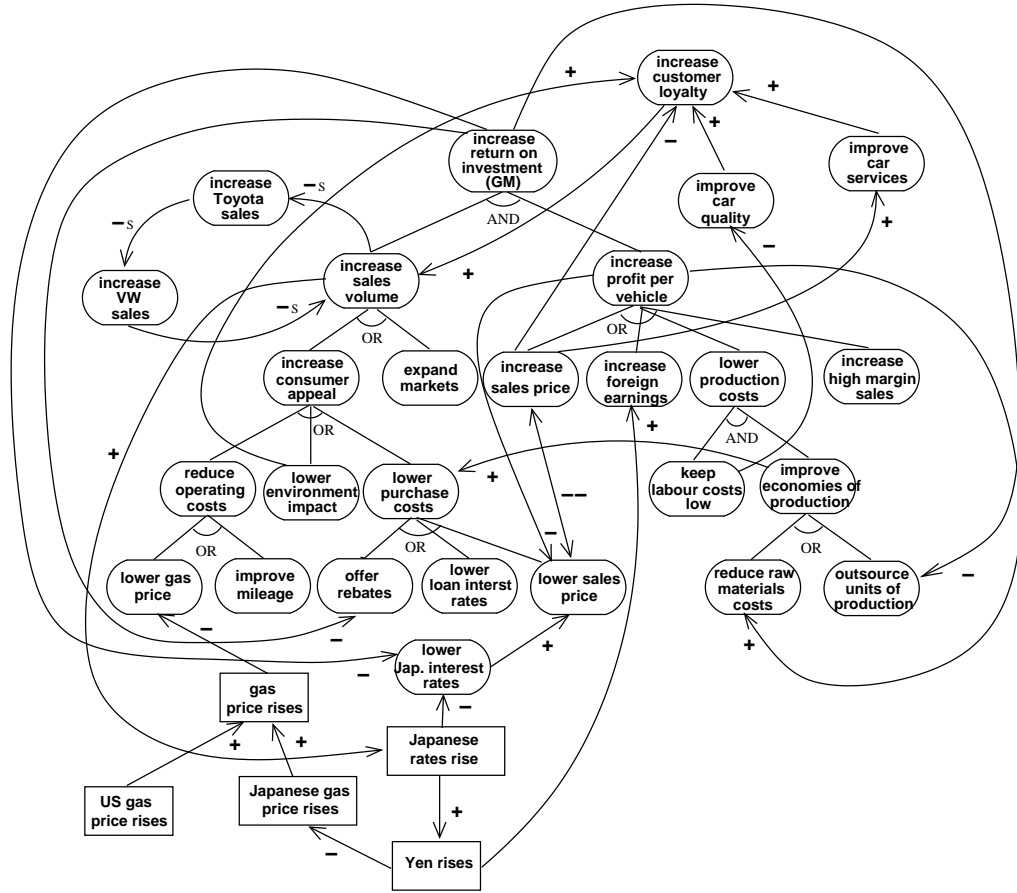 +
increase
customer
loyalty
+
+
−
increase
return on
investment
(GM)
improve
car
services
increase
Toyota
sales
− S
improve
car
quality
− S
AND
+
−
+
increase
VW
sales
increase
sales
volume
increase
profit per
vehicle
− S
OR
OR
increase
consumer
appeal
expand
markets
increase
sales price
increase
foreign
earnings
lower
production
costs
increase
high margin
sales
OR
+
AND
+
reduce
operating
costs
lower
environment
impact
lower
purchase
costs
+
keep
labour costs
low
improve
economies of
production
−−
−
OR
OR
OR
lower gas
price
improve
mileage
offer
rebates
lower
loan interst
rates
lower sales
price
reduce raw
materials
costs
outsource
units of
production
−
−
−
+
+
−
lower
Jap. interest
rates
gas
price rises
−
+
+
Japanese
rates rise
US gas
price rises
Japanese gas
price rises
+
−
Yen rises